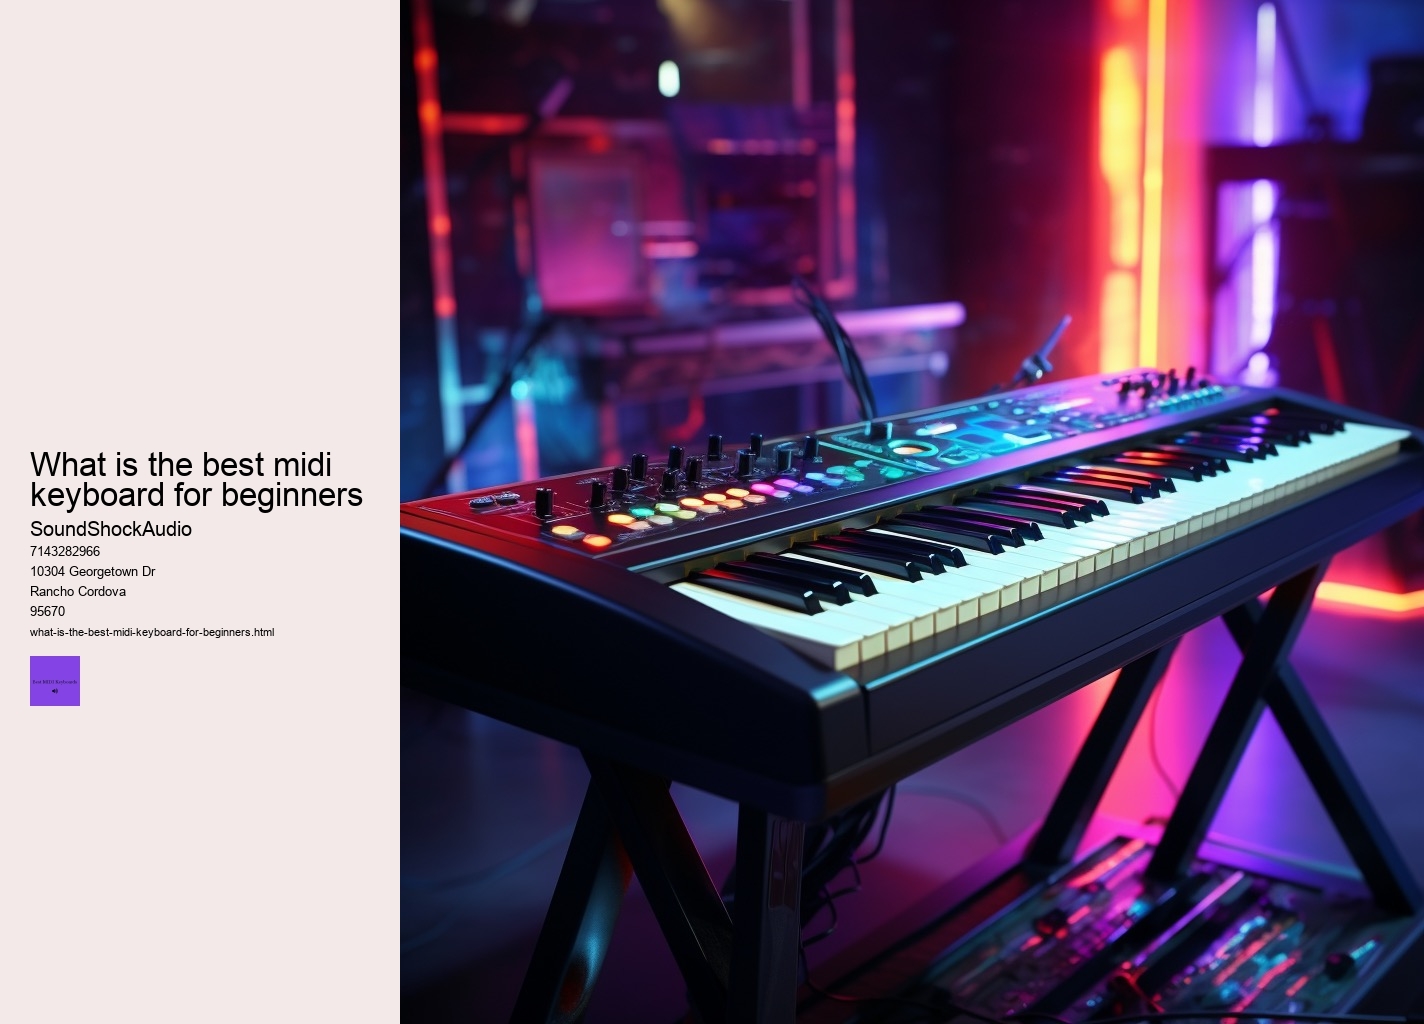 What is the best midi
keyboard for beginners
SoundShockAudio
7143282966
10304 Georgetown Dr
Rancho Cordova
95670
what-is-the-best-midi-keyboard-for-beginners.html
Best MIDI Keyboards